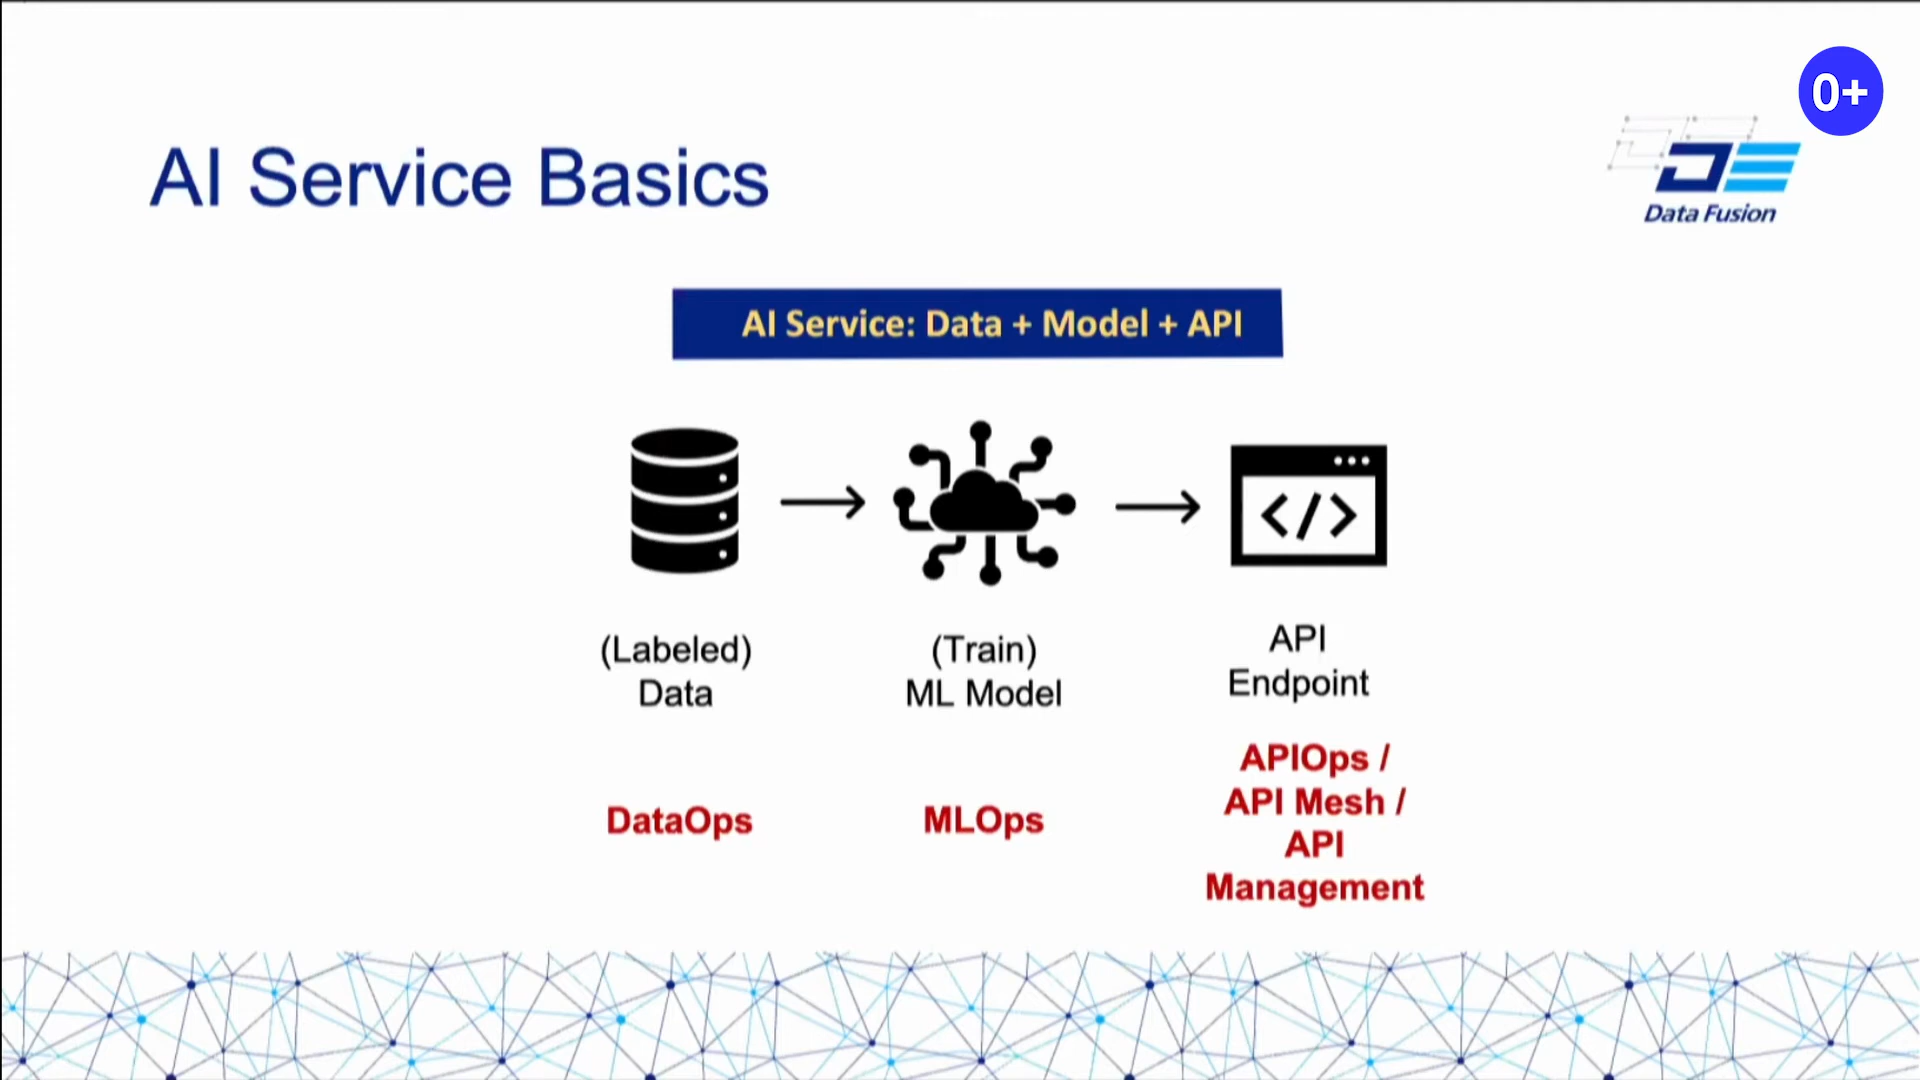 0+
AI Service Basics
Data Fusion
AI Service: Data + Model + API
</>
(Labeled)
Data
(Train)
ML Model
API
Endpoint
DataOps
MLOps
APIOps /
API Mesh /
API
Management